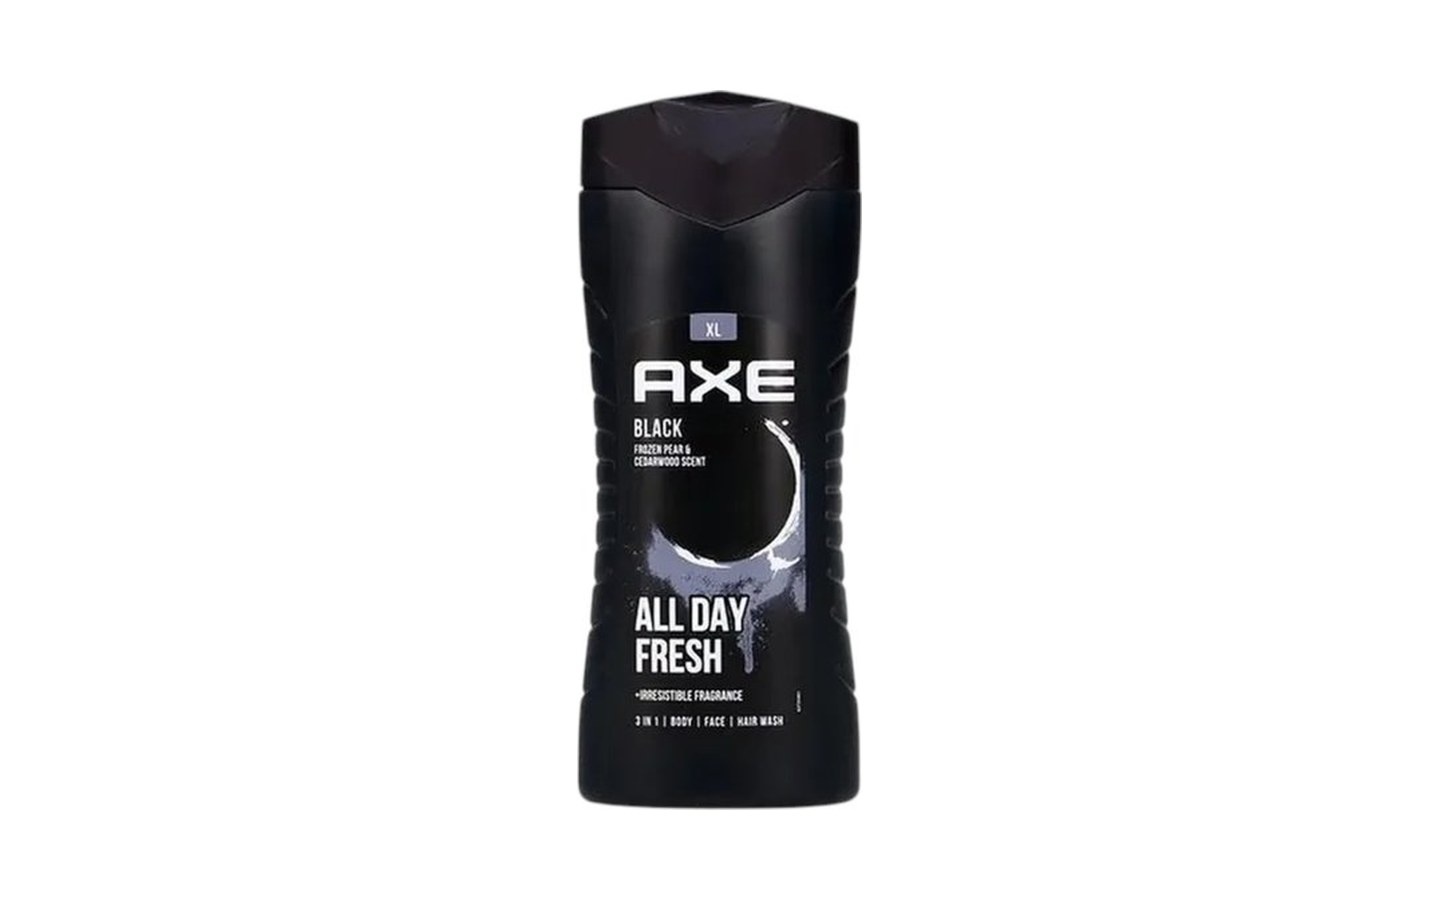 XL
AXE
BLACK
FROZEN PEAR &
CEDARWOOD SCENT
ALL DAY
FRESH
+IRRESISTIBLE FRAGRANCE
3 IN 1 | BODY | FACE | HAIR WASH